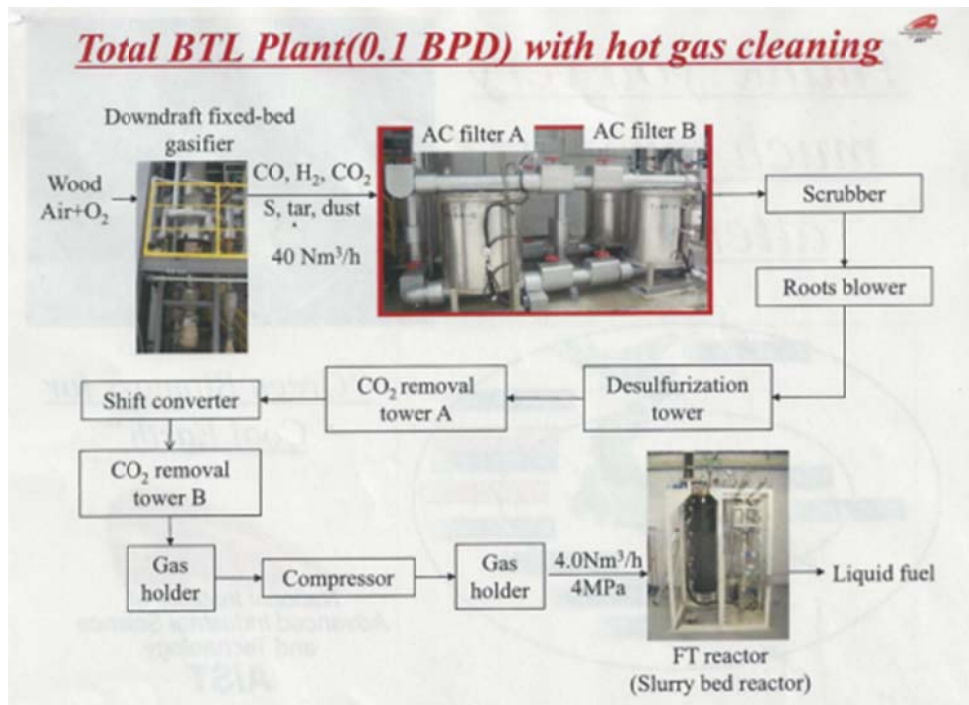 Total BTL Plant(0.1 BPD) with hot gas cleaning
Downdraft fixed-bed
gasifier
Wood
Air+O₂
CO, H₂, CO₂
S, tar, dust
40 Nm³/h
AC filter A
AC filter B
Scrubber
Roots blower
Desulfurization
tower
CO₂ removal
tower A
Shift converter
CO₂ removal
tower B
Gas
holder
Compressor
Gas
holder
4.0Nm³/h
4MPa
Liquid fuel
FT reactor
(Slurry bed reactor)